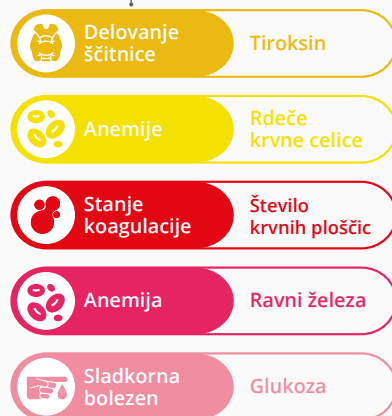 Delovanje
ščitnice
Tiroksin
Anemije
Rdeče
krvne celice
Stanje
koagulacije
Število
krvnih ploščic
Anemija
Ravni železa
Sladkorna
bolezen
Glukoza